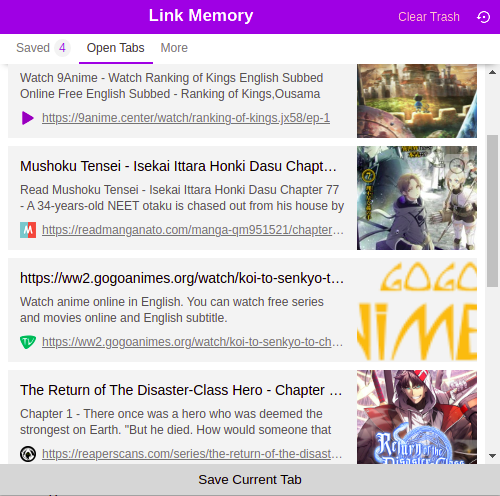 Link Memory
Clear Trash
Saved 4 Open Tabs More
Watch 9Anime - Watch Ranking of Kings English Subbed
Online Free English Subbed - Ranking of Kings,Ousama
https://9anime.center/watch/ranking-of-kings.jx58/ep-1
Mushoku Tensei - Isekai Ittara Honki Dasu Chapt...
Read Mushoku Tensei - Isekai Ittara Honki Dasu Chapter 77
- A 34-years-old NEET otaku is chased out from his house by
https://readmanganato.com/manga-qm951521/chapter...
https://ww2.gogoanimes.org/watch/koi-to-senkyo-t...
Watch anime online in English. You can watch free series
and movies online and English subtitle.
https://ww2.gogoanimes.org/watch/koi-to-senkyo-to-ch...
GOGO
ANIME
The Return of The Disaster-Class Hero - Chapter ...
Chapter 1 - There once was a hero who was deemed the
strongest on Earth. "But he died. How would someone that
https://reaperscans.com/series/the-return-of-the-disast...
Return of the
Disaster-Class
Save Current Tab